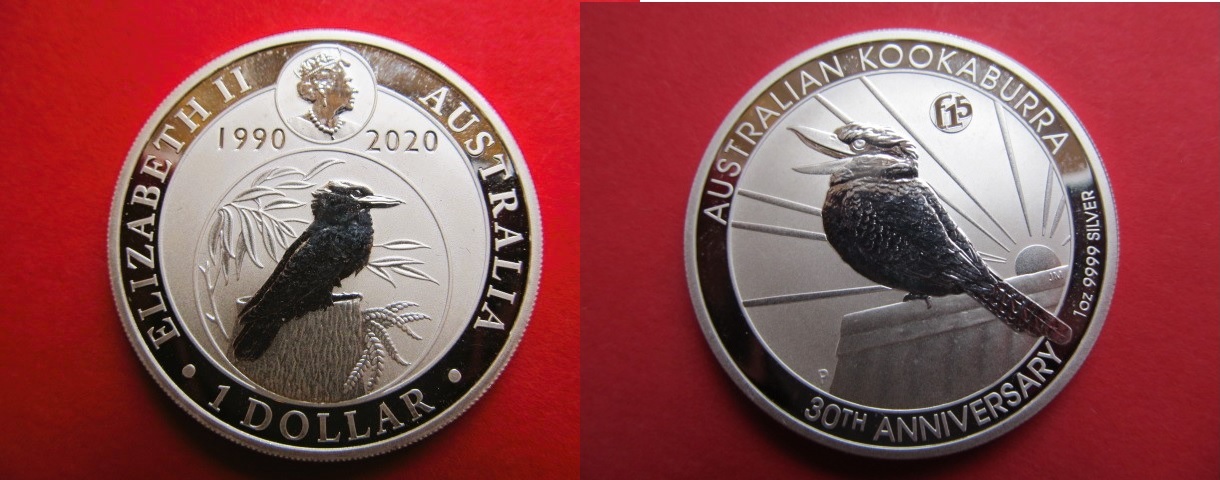 ELIZABETH II
AUSTRALIA
1990
2020
• 1 DOLLAR •
AUSTRALIAN KOOKABURRA
f15
1oz 9999 SILVER
30TH ANNIVERSARY
P